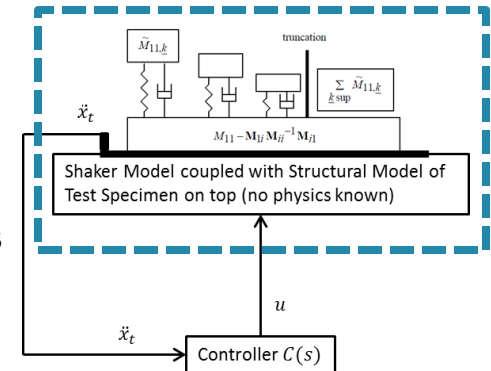 M̃₁₁,ₖ
truncation
∑ M̃₁₁,ₖ
k sup
ẍₜ
M₁₁ – M₁ᵢ Mᵢᵢ⁻¹ Mᵢ₁
Shaker Model coupled with Structural Model of
Test Specimen on top (no physics known)
u
ẍₜ
Controller C(s)